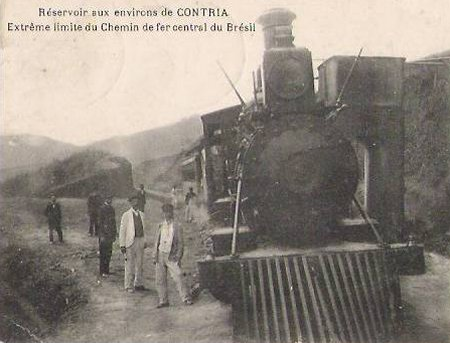 Réservoir aux environs de CONTRIA
Extrême limite du Chemin de fer central du Brésil